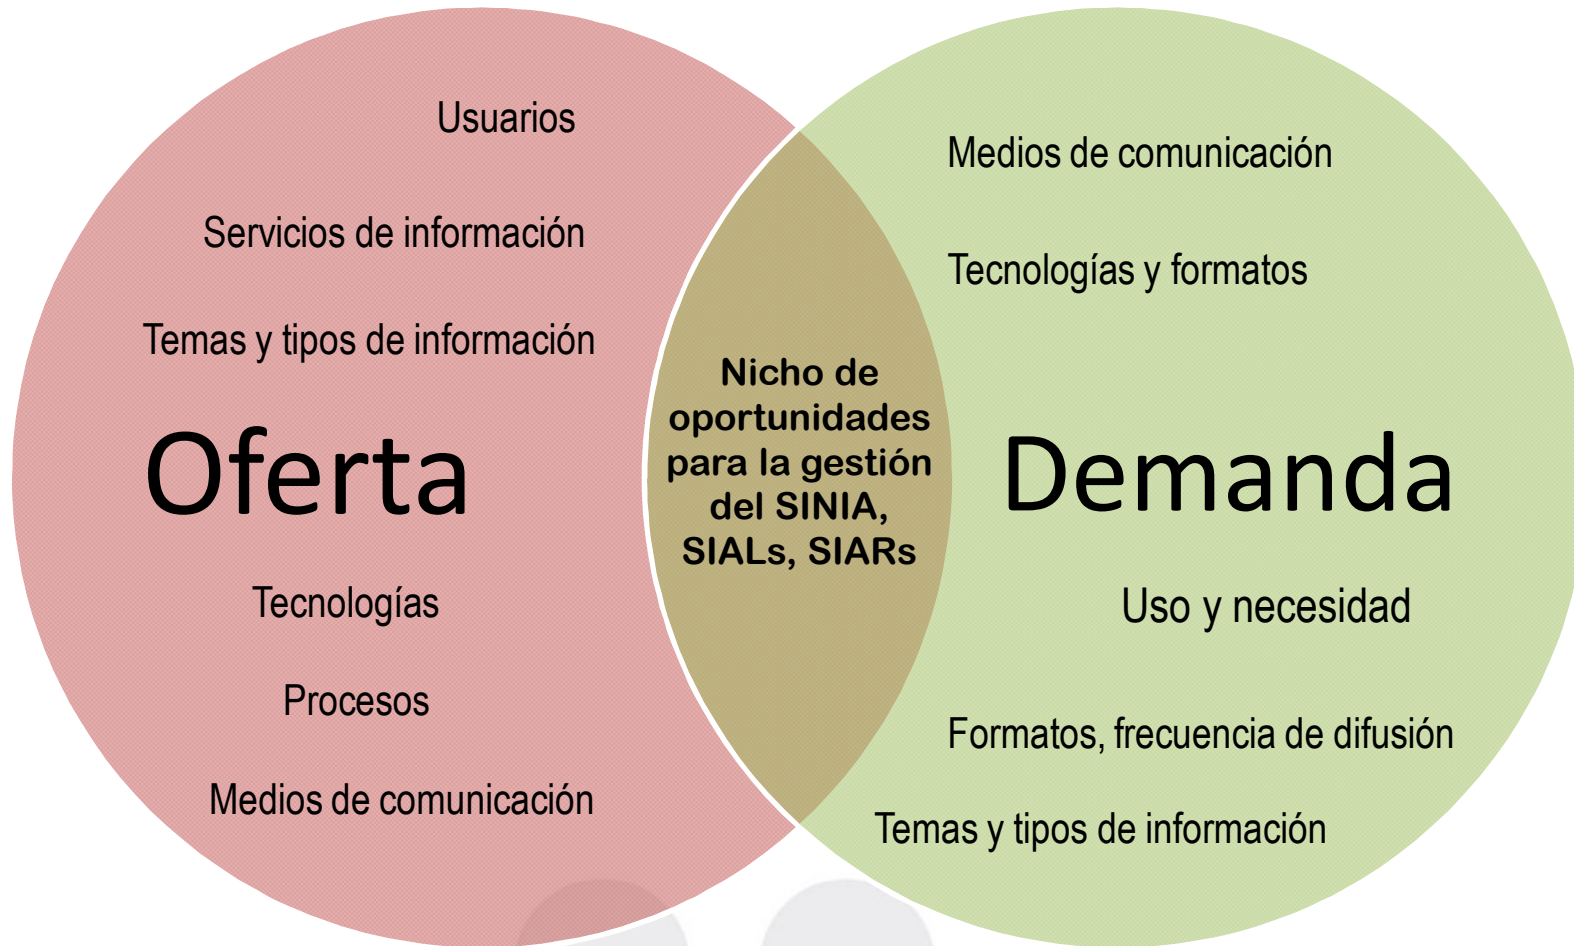 Usuarios
Servicios de información
Temas y tipos de información
Oferta
Tecnologías
Procesos
Medios de comunicación
Nicho de
oportunidades
para la gestión
del SINIA,
SIALs, SIARs
Medios de comunicación
Tecnologías y formatos
Demanda
Uso y necesidad
Formatos, frecuencia de difusión
Temas y tipos de información